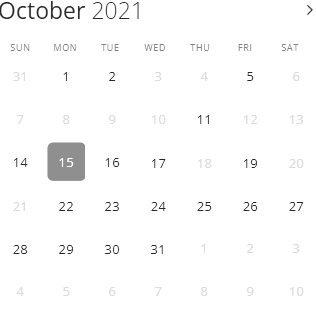 October 2021
SUN MON TUE WED THU FRI SAT
31 1 2 3 4 5 6
7 8 9 10 11 12 13
14 15 16 17 18 19 20
21 22 23 24 25 26 27
28 29 30 31 1 2 3
4 5 6 7 8 9 10